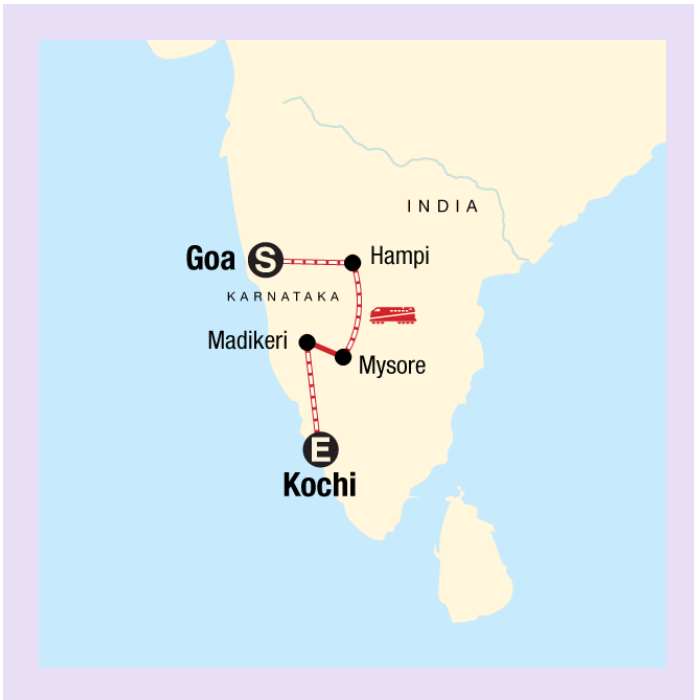 INDIA
Goa
S
Hampi
KARNATAKA
Madikeri
Mysore
E
Kochi